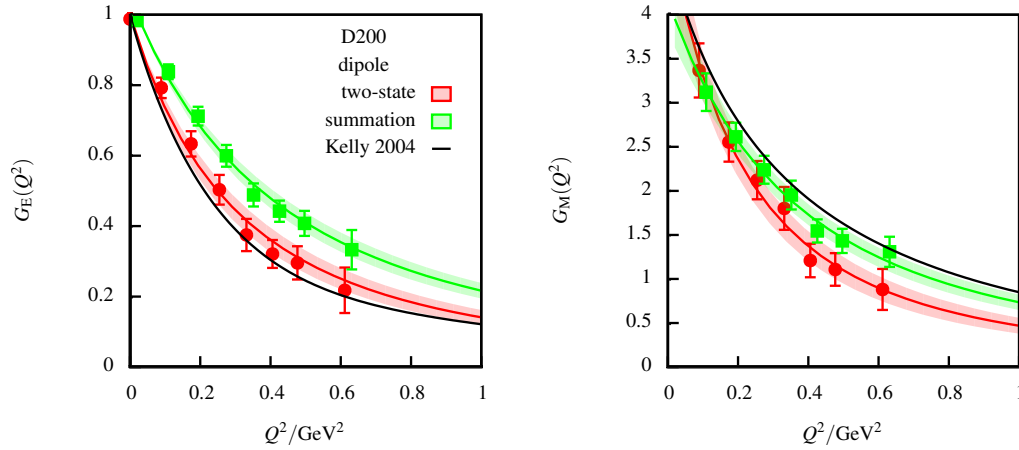 1
0.8
0.6
0.4
0.2
0
G_E(Q^2)
0 0.2 0.4 0.6 0.8 1
Q^2/GeV^2
D200
dipole
two-state
summation
Kelly 2004
4
3.5
3
2.5
2
1.5
1
0.5
0
G_M(Q^2)
0 0.2 0.4 0.6 0.8 1
Q^2/GeV^2